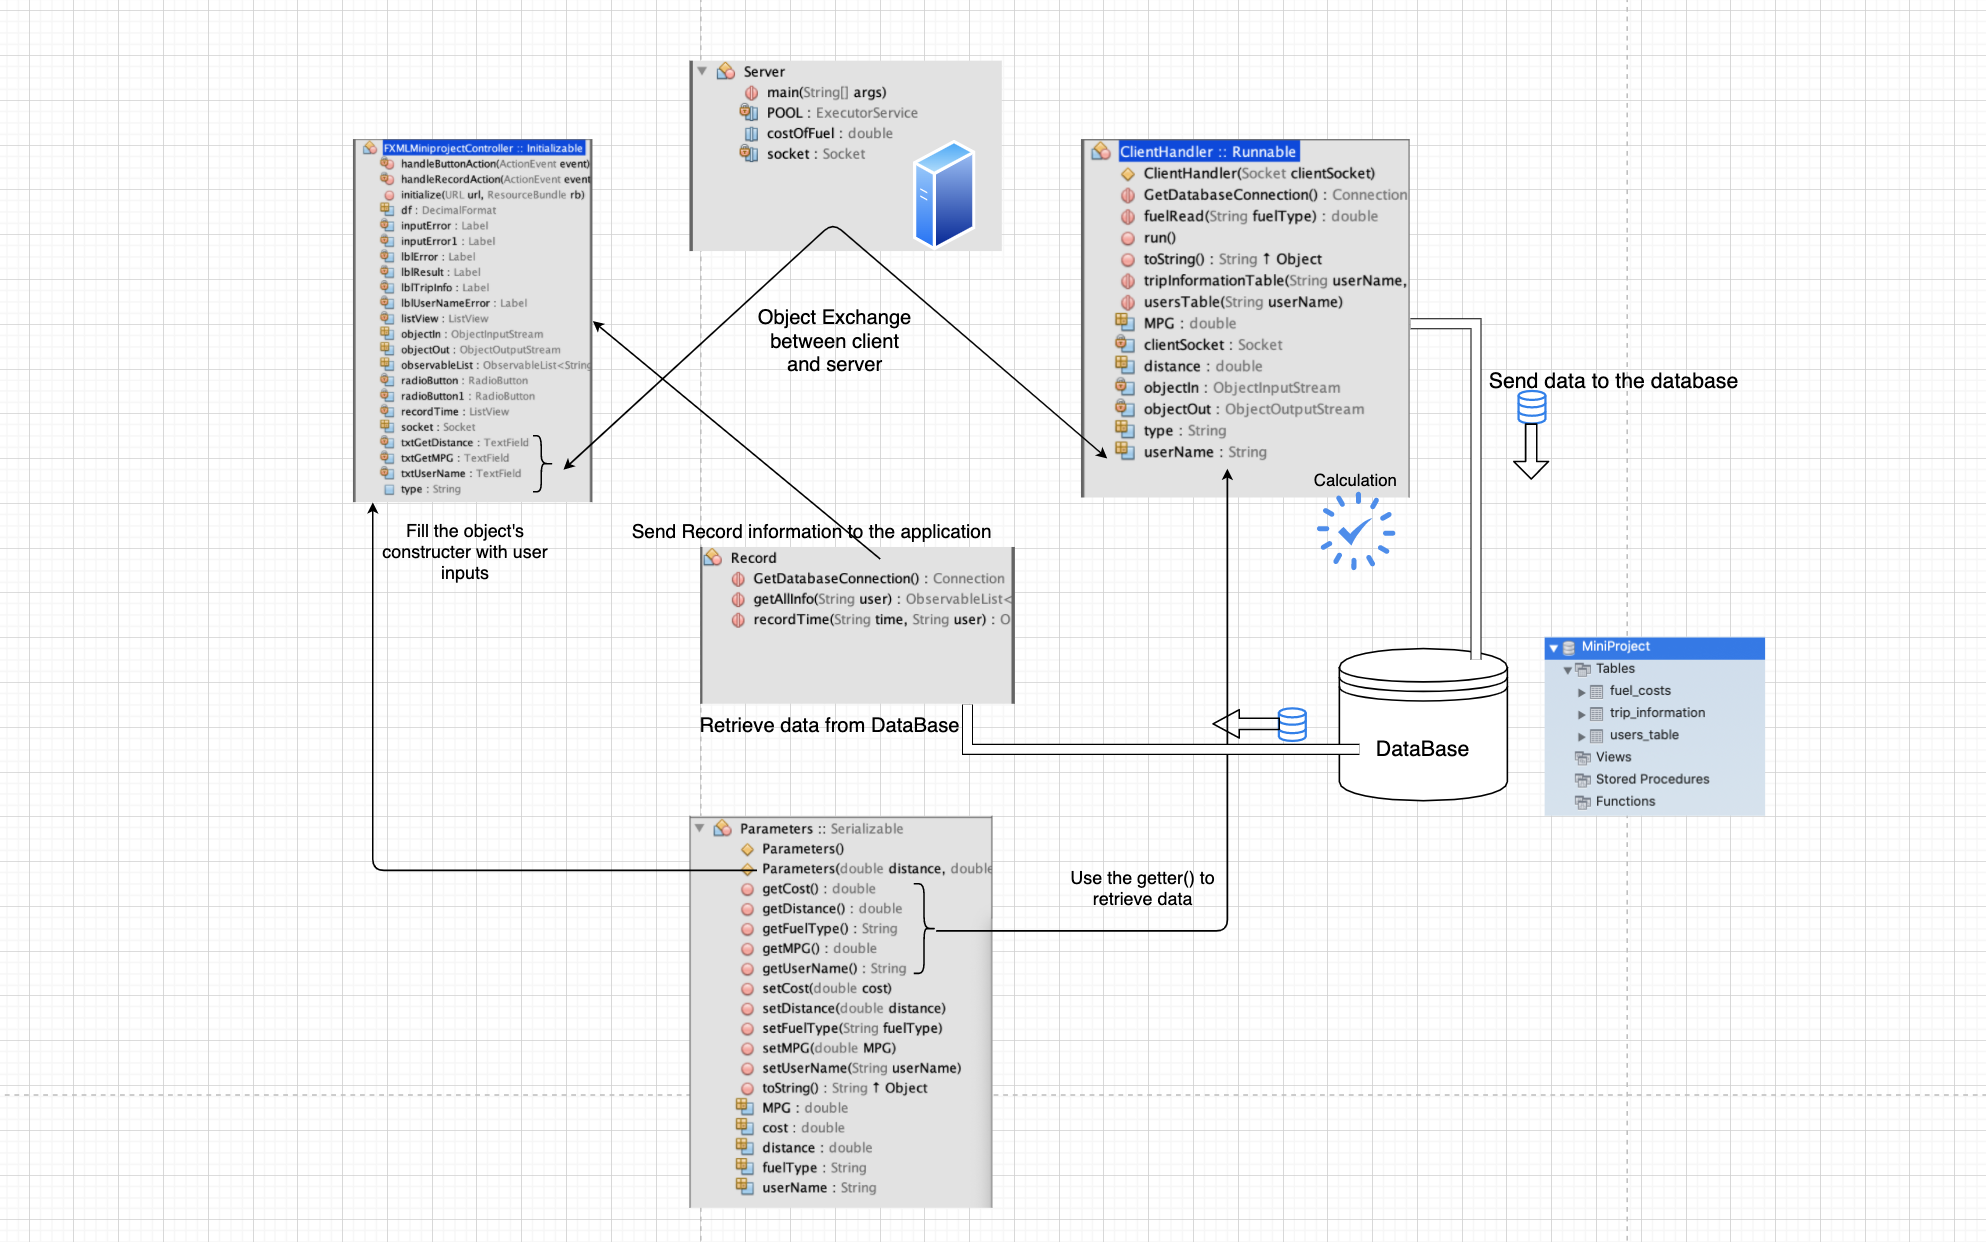 Server
main(String[] args)
POOL : ExecutorService
costOfFuel : double
socket : Socket
FXMLMiniprojectController :: Initializable
handleButtonAction(ActionEvent event)
handleRecordAction(ActionEvent event
initialize(URL url, ResourceBundle rb)
df : DecimalFormat
inputError : Label
inputError1 : Label
lblError : Label
lblResult : Label
lblTripInfo : Label
lblUserNameError : Label
listView : ListView
objectIn : ObjectInputStream
objectOut : ObjectOutputStream
observableList : ObservableList<String
radioButton : RadioButton
radioButton1 : RadioButton
recordTime : ListView
socket : Socket
txtGetDistance : TextField
txtGetMPG : TextField
txtUserName : TextField
type : String
ClientHandler :: Runnable
ClientHandler(Socket clientSocket)
GetDatabaseConnection() : Connection
fuelRead(String fuelType) : double
run()
toString() : String ↑ Object
tripInformationTable(String userName,
usersTable(String userName)
MPG : double
clientSocket : Socket
distance : double
objectIn : ObjectInputStream
objectOut : ObjectOutputStream
type : String
userName : String
Calculation
Object Exchange
between client
and server
Send data to the database
Fill the object's
constructer with user
inputs
Send Record information to the application
Record
GetDatabaseConnection() : Connection
getAllInfo(String user) : ObservableList<
recordTime(String time, String user) : O
Retrieve data from DataBase
DataBase
MiniProject
Tables
fuel_costs
trip_information
users_table
Views
Stored Procedures
Functions
Parameters :: Serializable
Parameters()
Parameters(double distance, double
getCost() : double
getDistance() : double
getFuelType() : String
getMPG() : double
getUserName() : String
setCost(double cost)
setDistance(double distance)
setFuelType(String fuelType)
setMPG(double MPG)
setUserName(String userName)
toString() : String ↑ Object
MPG : double
cost : double
distance : double
fuelType : String
userName : String
Use the getter() to
retrieve data